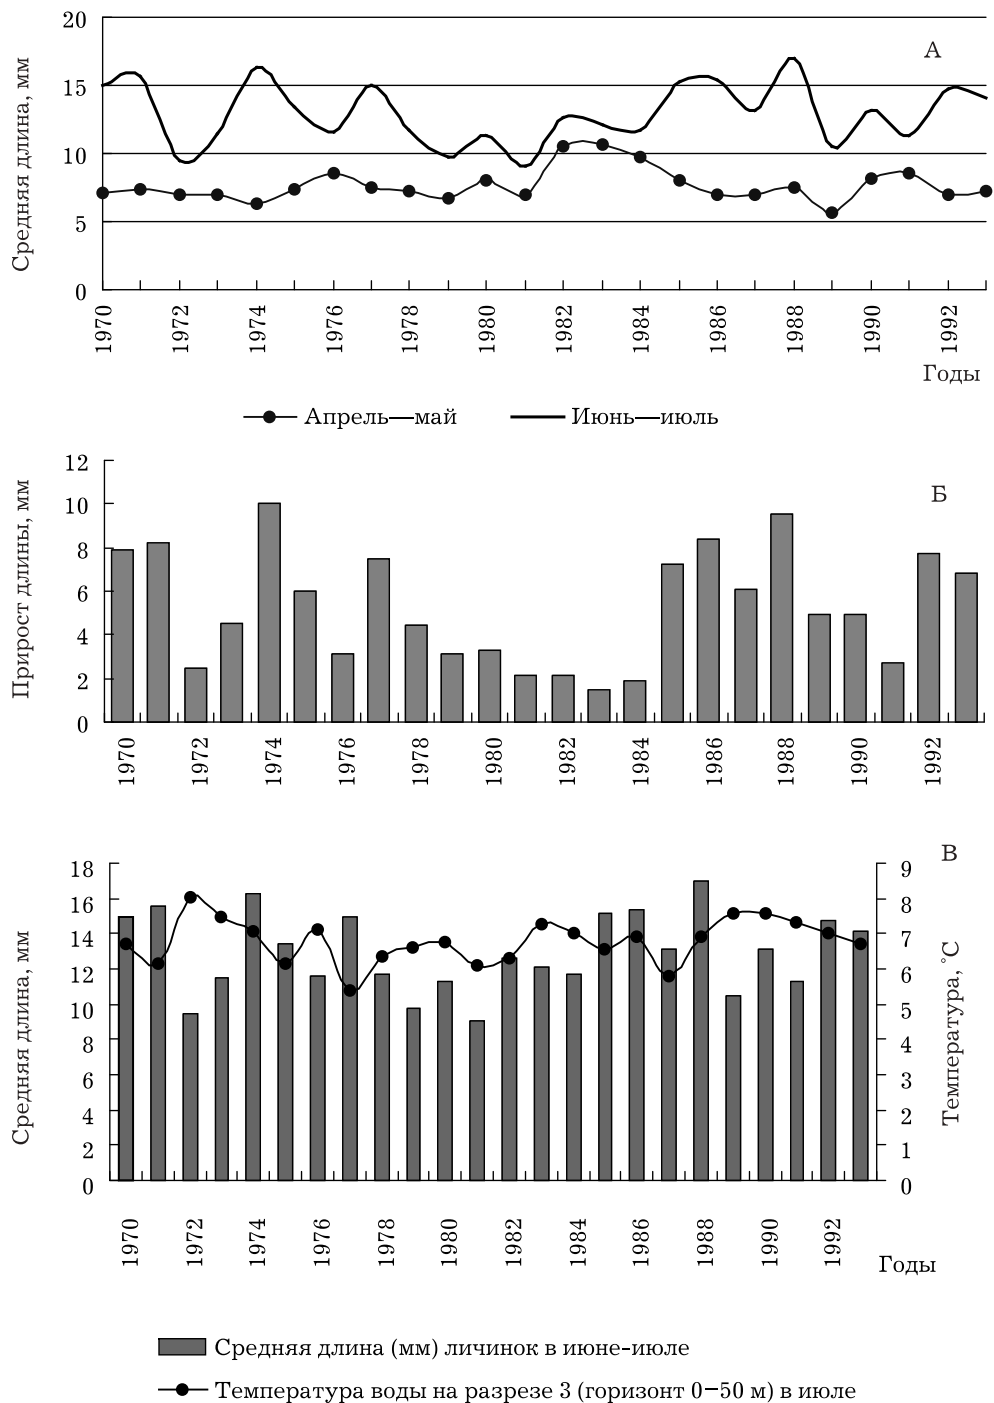 А
Средняя длина, мм
20
15
10
5
0
1970 1972 1974 1976 1978 1980 1982 1984 1986 1988 1990 1992
Годы
Апрель—май Июнь—июль
Б
Прирост длины, мм
12
10
8
6
4
2
0
1970 1972 1974 1976 1978 1980 1982 1984 1986 1988 1990 1992
В
Средняя длина, мм
18
16
14
12
10
8
6
4
2
0
9
8
7
6
5
4
3
2
1
0
Температура, °C
1970 1972 1974 1976 1978 1980 1982 1984 1986 1988 1990 1992
Годы
Средняя длина (мм) личинок в июне-июле
Температура воды на разрезе 3 (горизонт 0–50 м) в июле